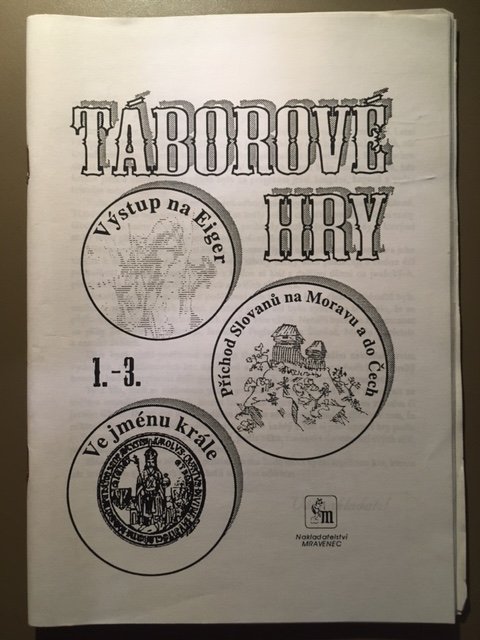 TÁBOROVÉ
HRY
Výstup na Eiger
Příchod Slovanů na Moravu a do Čech
1.-3.
Ve jménu krále
m
Nakladatelství
MRAVENEC